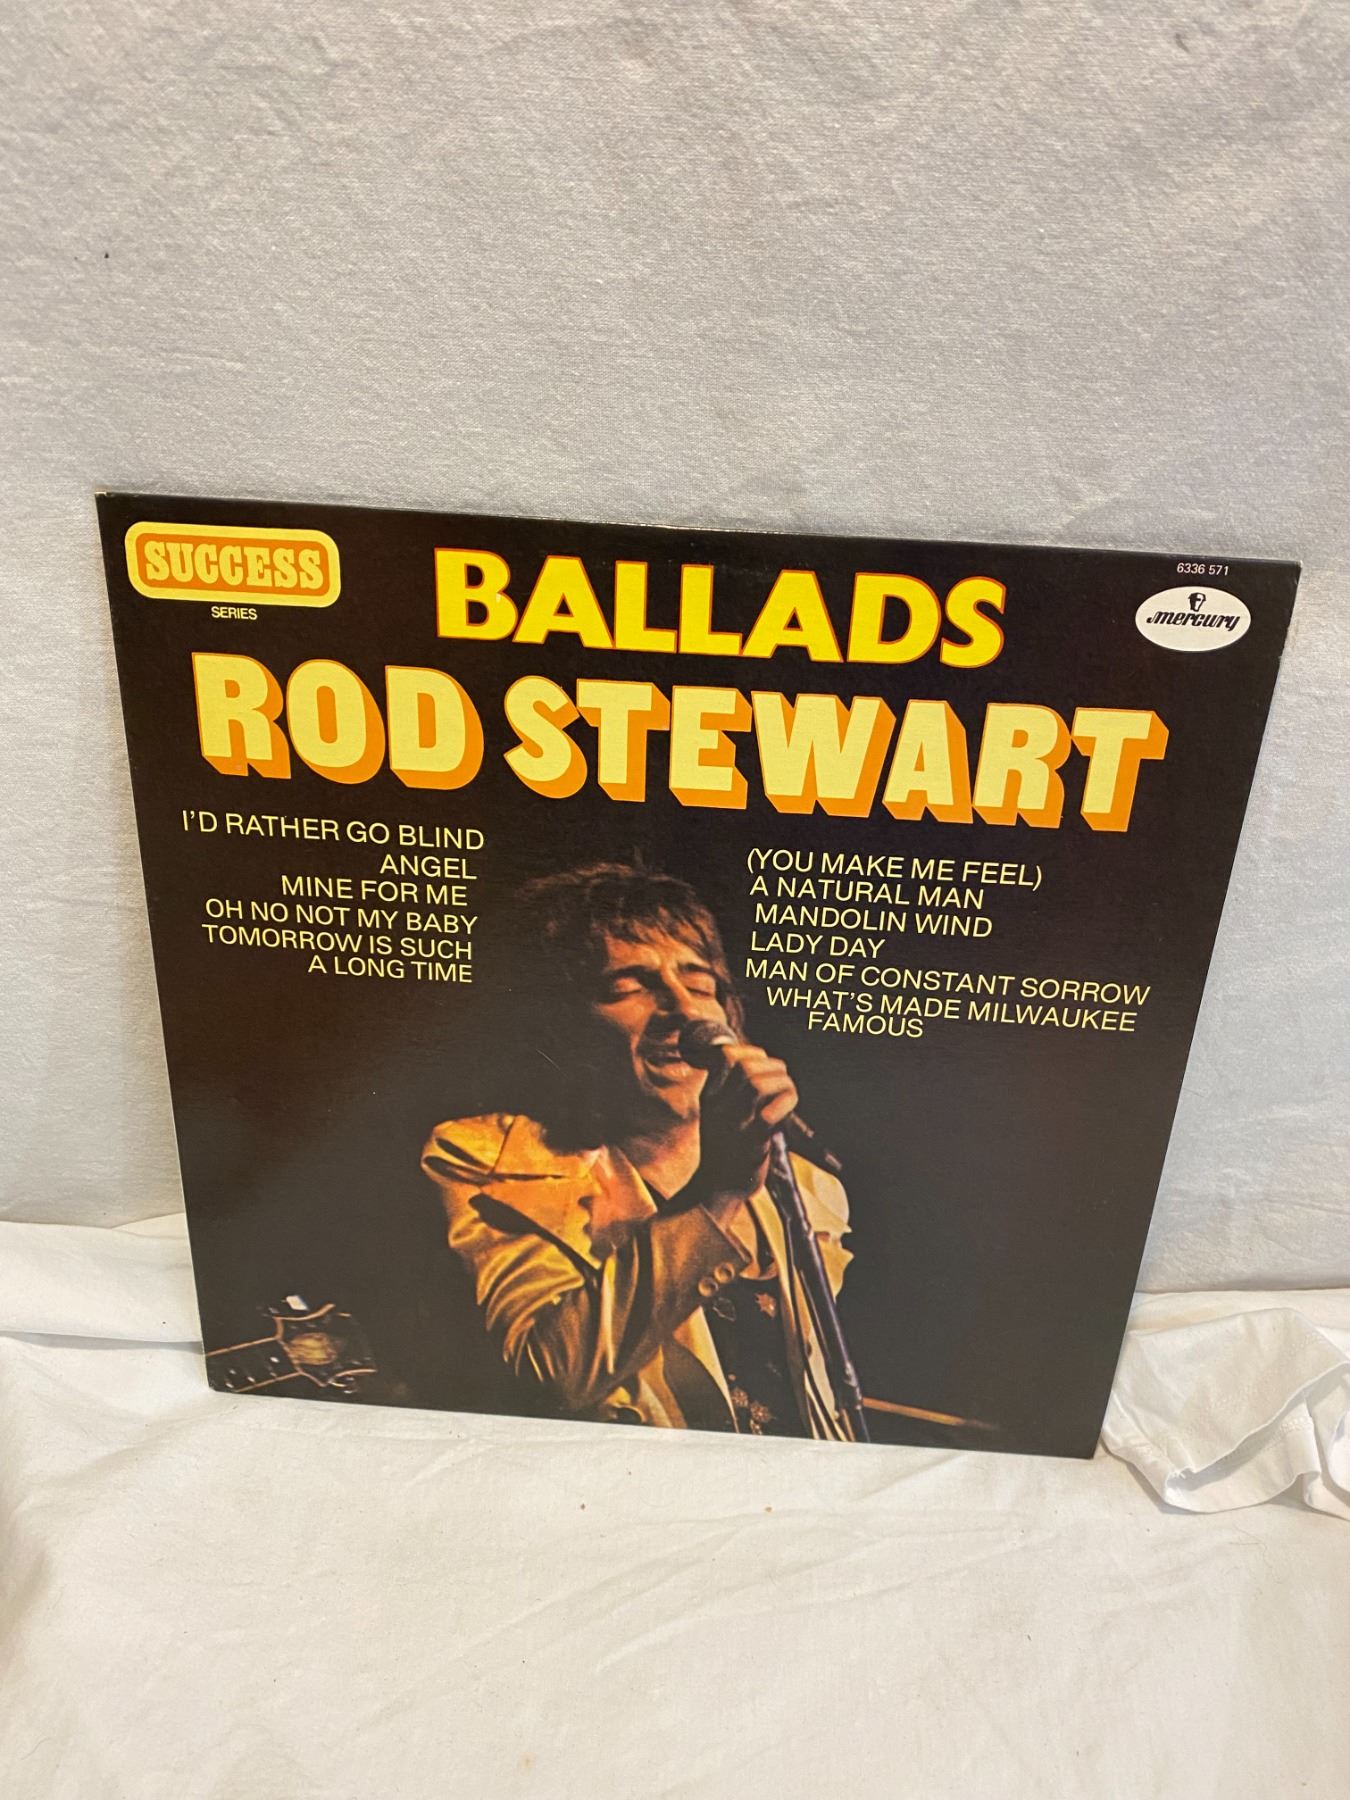 SUCCESS
SERIES
BALLADS
6336 571
mercury
ROD STEWART
I'D RATHER GO BLIND
ANGEL
MINE FOR ME
OH NO NOT MY BABY
TOMORROW IS SUCH
A LONG TIME
(YOU MAKE ME FEEL)
A NATURAL MAN
MANDOLIN WIND
LADY DAY
MAN OF CONSTANT SORROW
WHAT'S MADE MILWAUKEE
FAMOUS